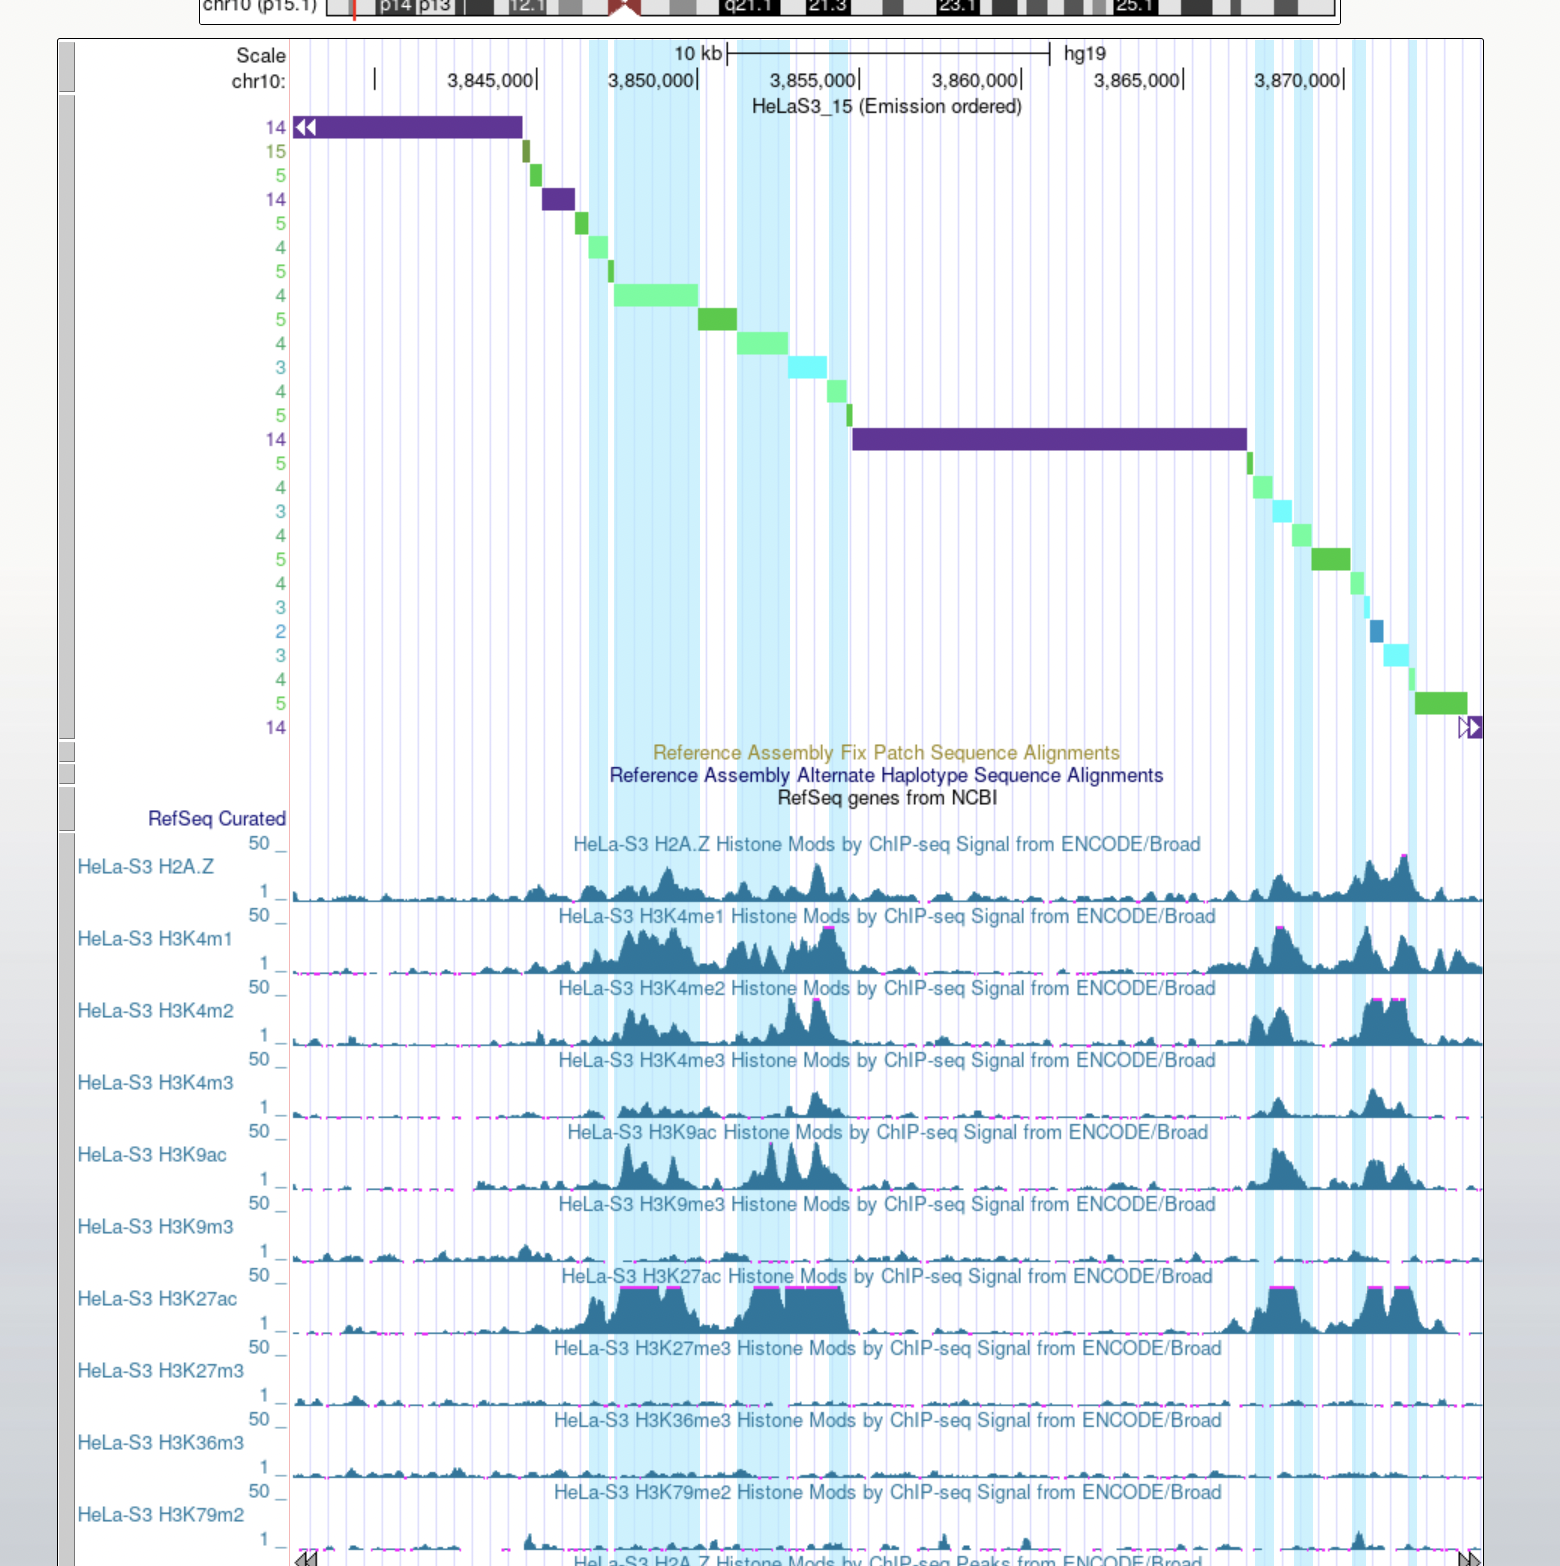 chr10 (p15.1) p14 p13 12.1 q21.1 21.3 23.1 25.1
Scale 10 kb hg19
chr10: 3,845,000 3,850,000 3,855,000 3,860,000 3,865,000 3,870,000
HeLaS3_15 (Emission ordered)
14
15
5
14
5
4
5
4
5
4
3
4
5
14
5
4
3
4
5
4
3
2
3
4
5
14
Reference Assembly Fix Patch Sequence Alignments
Reference Assembly Alternate Haplotype Sequence Alignments
RefSeq genes from NCBI
RefSeq Curated
50 _ HeLa-S3 H2A.Z Histone Mods by ChIP-seq Signal from ENCODE/Broad
HeLa-S3 H2A.Z
1 _
50 _ HeLa-S3 H3K4me1 Histone Mods by ChIP-seq Signal from ENCODE/Broad
HeLa-S3 H3K4m1
1 _
50 _ HeLa-S3 H3K4me2 Histone Mods by ChIP-seq Signal from ENCODE/Broad
HeLa-S3 H3K4m2
1 _
50 _ HeLa-S3 H3K4me3 Histone Mods by ChIP-seq Signal from ENCODE/Broad
HeLa-S3 H3K4m3
1 _
50 _ HeLa-S3 H3K9ac Histone Mods by ChIP-seq Signal from ENCODE/Broad
HeLa-S3 H3K9ac
1 _
50 _ HeLa-S3 H3K9me3 Histone Mods by ChIP-seq Signal from ENCODE/Broad
HeLa-S3 H3K9m3
1 _
50 _ HeLa-S3 H3K27ac Histone Mods by ChIP-seq Signal from ENCODE/Broad
HeLa-S3 H3K27ac
1 _
50 _ HeLa-S3 H3K27me3 Histone Mods by ChIP-seq Signal from ENCODE/Broad
HeLa-S3 H3K27m3
1 _
50 _ HeLa-S3 H3K36me3 Histone Mods by ChIP-seq Signal from ENCODE/Broad
HeLa-S3 H3K36m3
1 _
50 _ HeLa-S3 H3K79me2 Histone Mods by ChIP-seq Signal from ENCODE/Broad
HeLa-S3 H3K79m2
1 _
HeLa-S3 H2A.Z Histone Mods by ChIP-seq Peaks from ENCODE/Broad